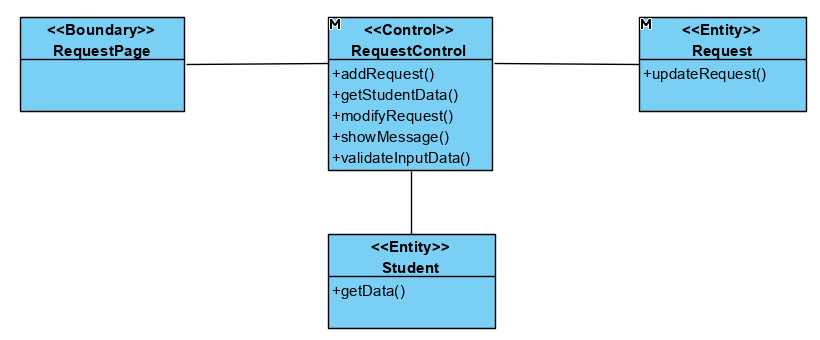 <<Boundary>>
RequestPage
M
<<Control>>
RequestControl
+addRequest()
+getStudentData()
+modifyRequest()
+showMessage()
+validateInputData()
M
<<Entity>>
Request
+updateRequest()
<<Entity>>
Student
+getData()